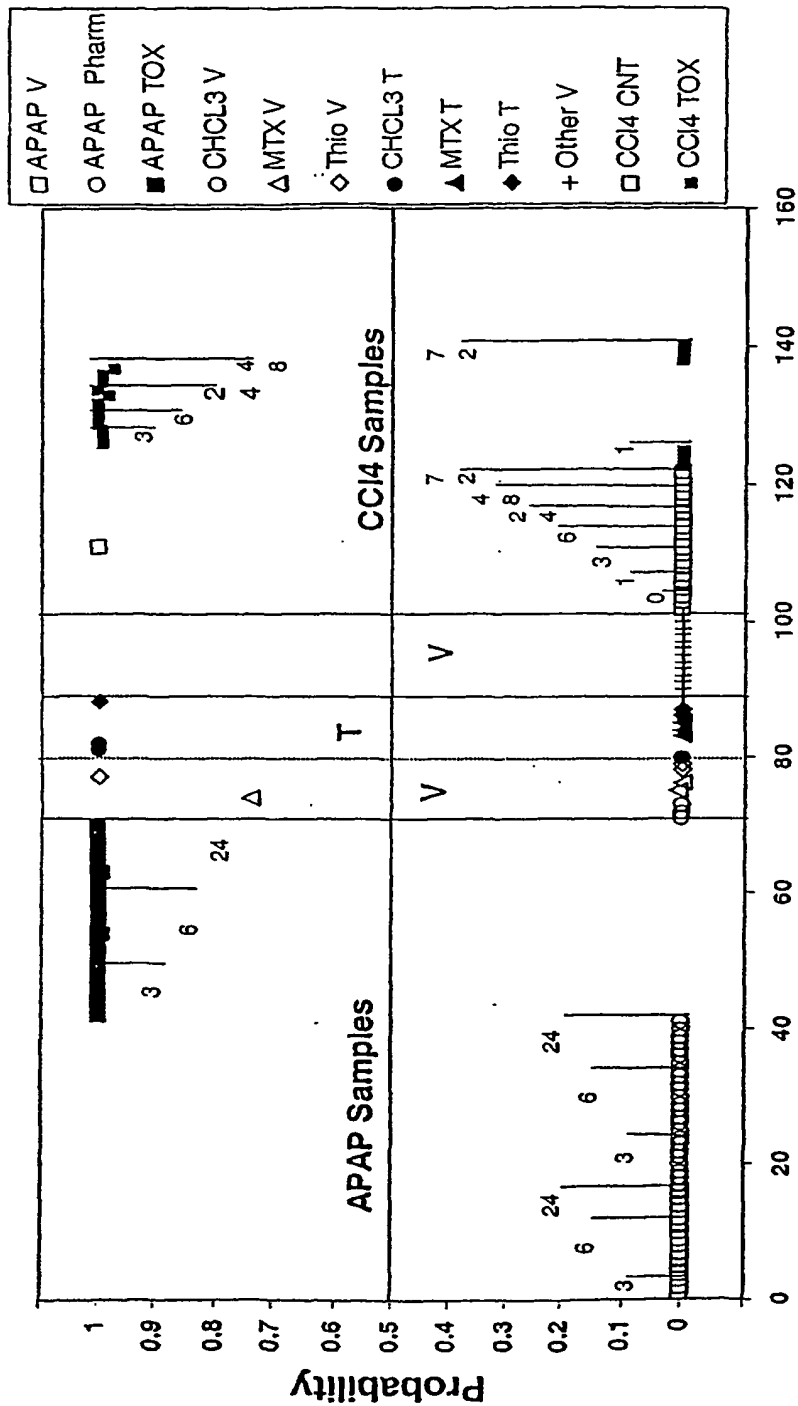 Probability
1
0.9
0.8
0.7
0.6
0.5
0.4
0.3
0.2
0.1
0
0
20
40
60
80
100
120
140
160
APAP Samples
CCl4 Samples
3
6
24
T
3
6
2
4
4
8
3
6
24
3
6
24
V
V
0
1
3
6
2
4
4
8
7
2
1
7
2
APAP V
APAP Pharm
APAP TOX
CHCL3 V
MTX V
Thio V
CHCL3 T
MTX T
Thio T
+ Other V
CCl4 CNT
CCl4 TOX